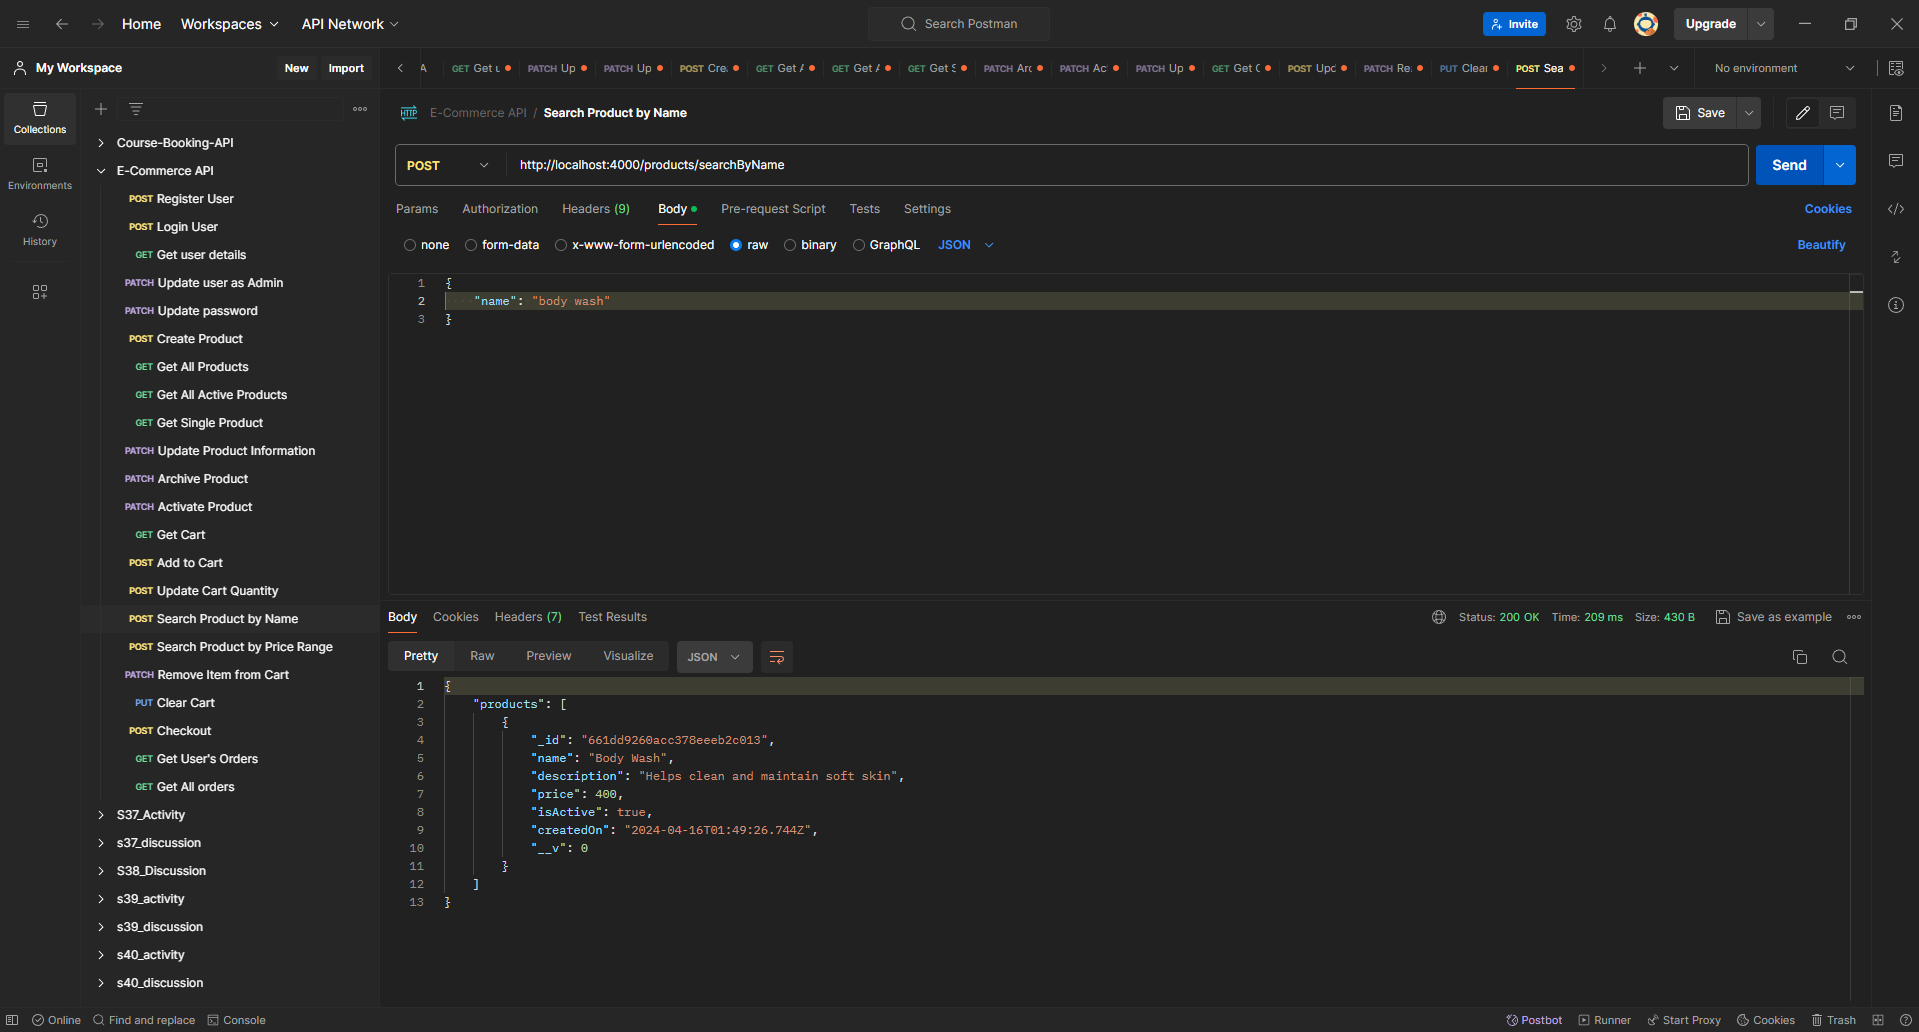 Home Workspaces API Network Search Postman Invite Upgrade
My Workspace New Import
GET Get u PATCH Up PATCH Up POST Cre GET Get A GET Get A GET Get S PATCH Arc PATCH Ac PATCH Up GET Get C POST Upd PATCH Re PUT Clear POST Sea No environment
Collections
Environments
History
Course-Booking-API
E-Commerce API
POST Register User
POST Login User
GET Get user details
PATCH Update user as Admin
PATCH Update password
POST Create Product
GET Get All Products
GET Get All Active Products
GET Get Single Product
PATCH Update Product Information
PATCH Archive Product
PATCH Activate Product
GET Get Cart
POST Add to Cart
POST Update Cart Quantity
POST Search Product by Name
POST Search Product by Price Range
PATCH Remove Item from Cart
PUT Clear Cart
POST Checkout
GET Get User's Orders
GET Get All orders
S37_Activity
s37_discussion
S38_Discussion
s39_activity
s39_discussion
s40_activity
s40_discussion
HTTP E-Commerce API / Search Product by Name Save
POST http://localhost:4000/products/searchByName Send
Params Authorization Headers (9) Body Pre-request Script Tests Settings Cookies
none form-data x-www-form-urlencoded raw binary GraphQL JSON Beautify
1 {
2 "name": "body wash"
3 }
Body Cookies Headers (7) Test Results Status: 200 OK Time: 209 ms Size: 430 B Save as example
Pretty Raw Preview Visualize JSON
1 {
2 "products": [
3 {
4 "_id": "661dd9260acc378eeeb2c013",
5 "name": "Body Wash",
6 "description": "Helps clean and maintain soft skin",
7 "price": 400,
8 "isActive": true,
9 "createdOn": "2024-04-16T01:49:26.744Z",
10 "__v": 0
11 }
12 ]
13 }
Online Find and replace Console Postbot Runner Start Proxy Cookies Trash